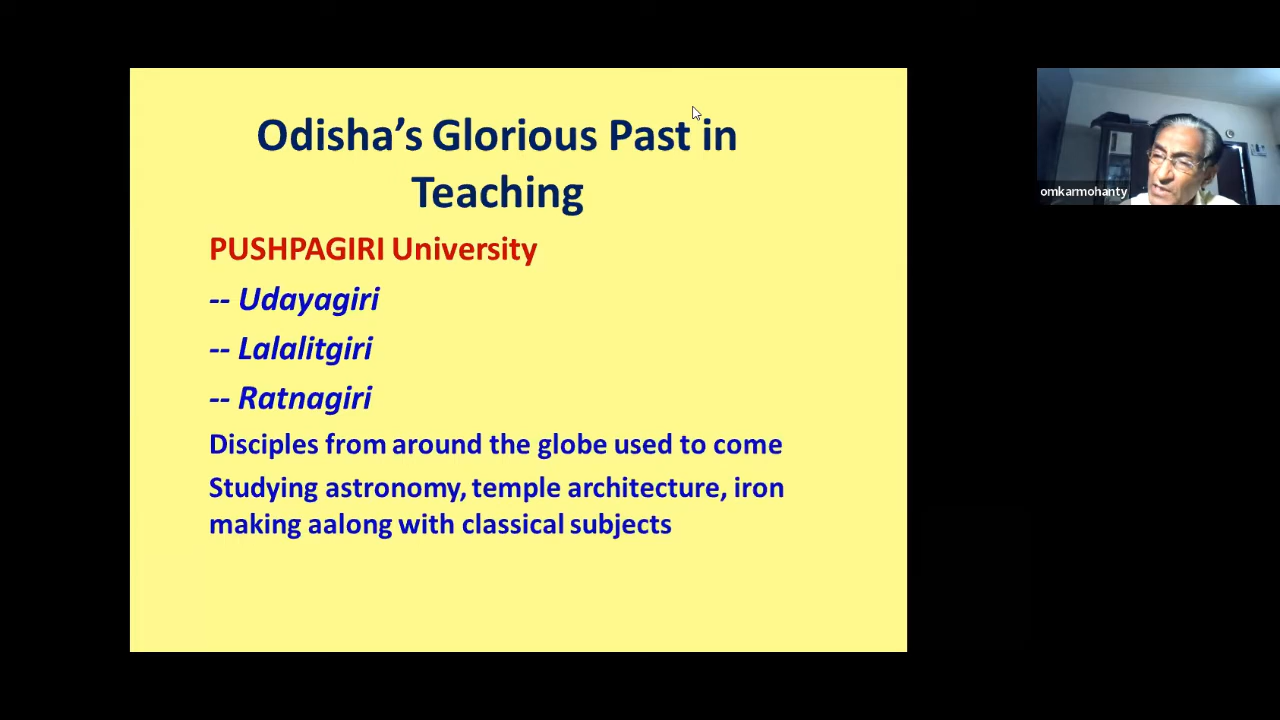 Odisha’s Glorious Past in
Teaching
PUSHPAGIRI University
-- Udayagiri
-- Lalalitgiri
-- Ratnagiri
Disciples from around the globe used to come
Studying astronomy, temple architecture, iron
making aalong with classical subjects
omkarmohanty